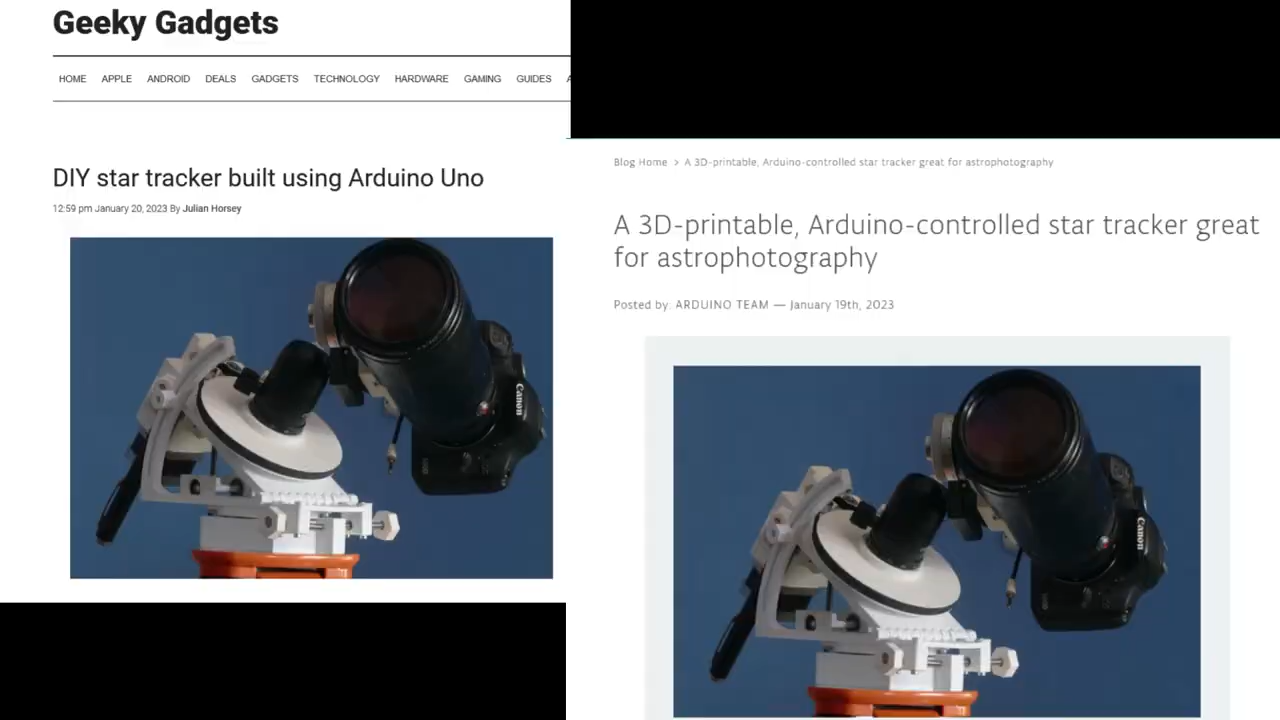 Geeky Gadgets
HOME APPLE ANDROID DEALS GADGETS TECHNOLOGY HARDWARE GAMING GUIDES
DIY star tracker built using Arduino Uno
12:59 pm January 20, 2023 By Julian Horsey
Canon
Blog Home > A 3D-printable, Arduino-controlled star tracker great for astrophotography
A 3D-printable, Arduino-controlled star tracker great
for astrophotography
Posted by: ARDUINO TEAM — January 19th, 2023
Canon